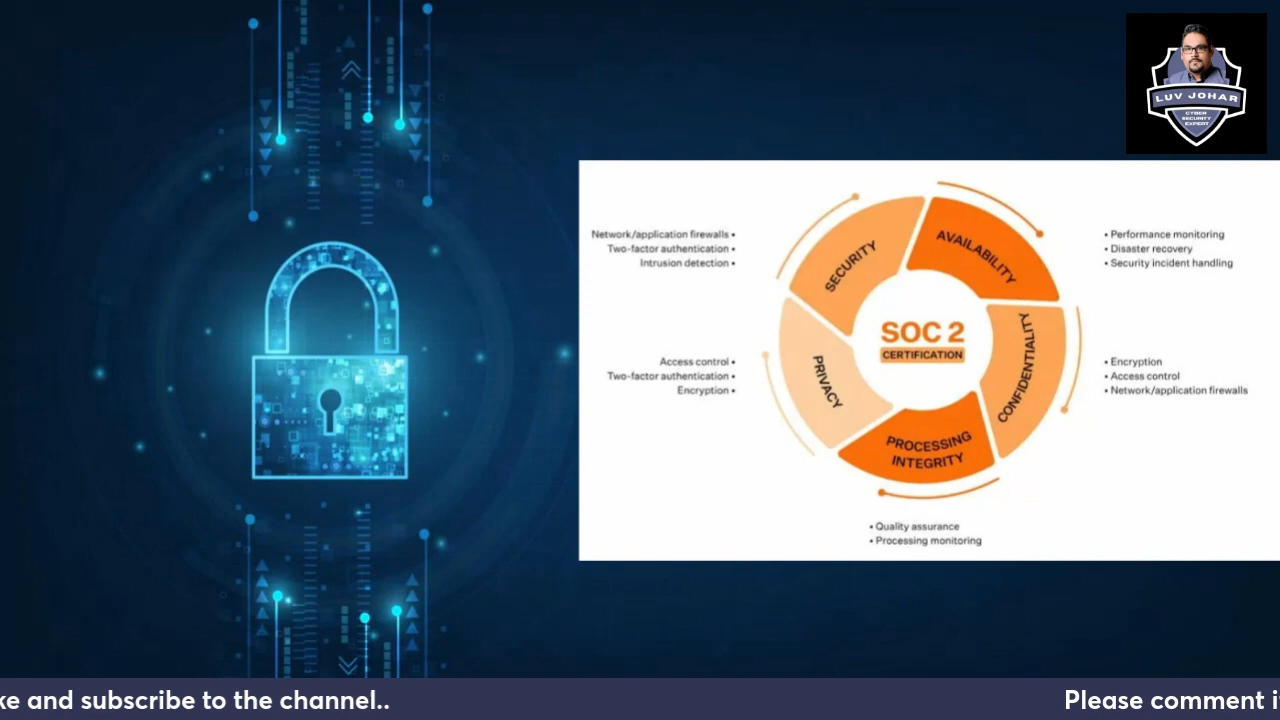 LUV JOHAR
CYBER
SECURITY
EXPERT
Network/application firewalls •
Two-factor authentication •
Intrusion detection •
SECURITY
AVAILABILITY
• Performance monitoring
• Disaster recovery
• Security incident handling
SOC 2
CERTIFICATION
Access control •
Two-factor authentication •
Encryption •
PRIVACY
CONFIDENTIALITY
• Encryption
• Access control
• Network/application firewalls
PROCESSING
INTEGRITY
• Quality assurance
• Processing monitoring
ke and subscribe to the channel..
Please comment i